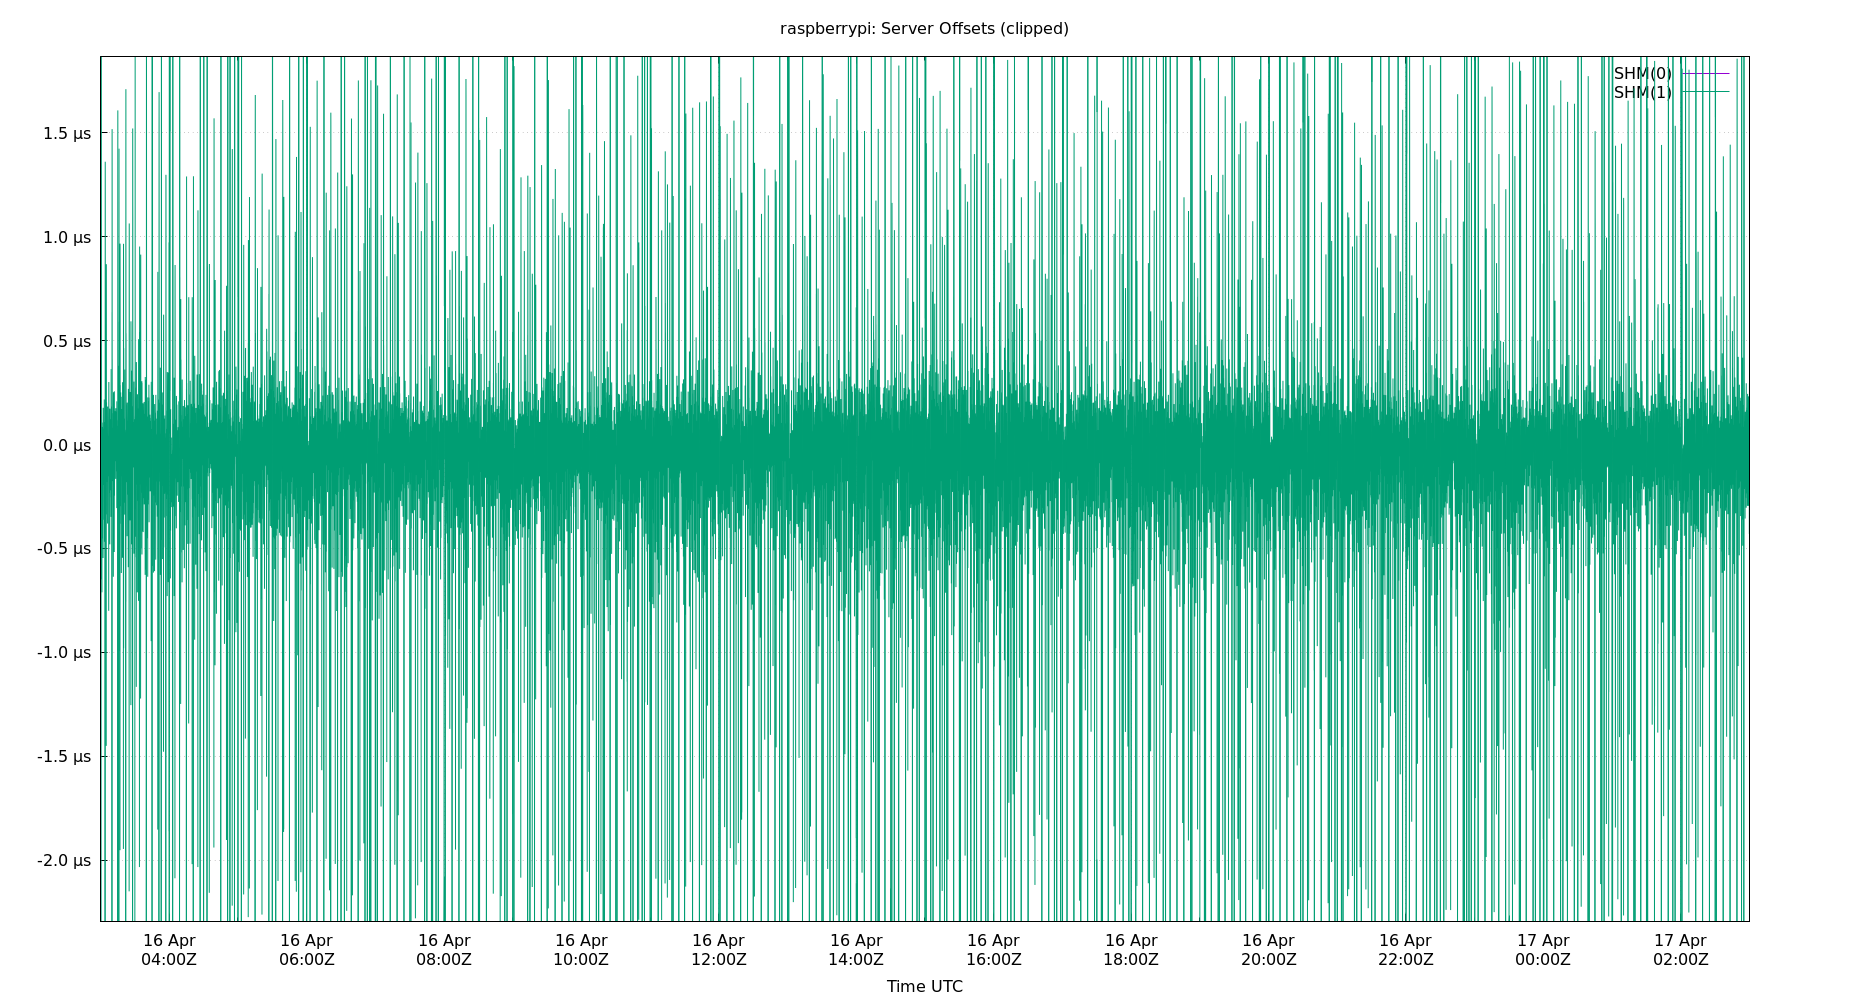 raspberrypi: Server Offsets (clipped)
SHM(0)
SHM(1)
1.5 µs
1.0 µs
0.5 µs
0.0 µs
-0.5 µs
-1.0 µs
-1.5 µs
-2.0 µs
16 Apr 16 Apr 16 Apr 16 Apr 16 Apr 16 Apr 16 Apr 16 Apr 16 Apr 16 Apr 17 Apr 17 Apr
04:00Z 06:00Z 08:00Z 10:00Z 12:00Z 14:00Z 16:00Z 18:00Z 20:00Z 22:00Z 00:00Z 02:00Z
Time UTC